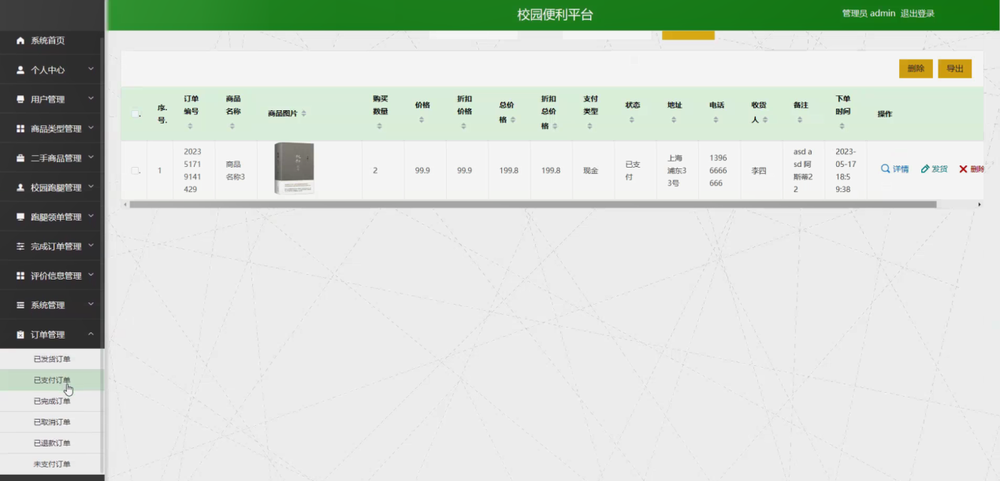 校园便利平台
管理员 admin 退出登录
系统首页
个人中心
用户管理
商品类型管理
二手商品管理
校园跑腿管理
跑腿领单管理
完成订单管理
评价信息管理
系统管理
订单管理
已发货订单
已支付订单
已完成订单
已取消订单
已退款订单
未支付订单
删除 导出
序.
号.
订单
编号
商品
名称
商品图片
购买
数量
价格
折扣
价格
总价
格
折扣
总价
格
支付
类型
状态
地址
电话
收货
人
备注
下单
时间
操作
1
2023
5171
9141
429
商品
名称3
2
99.9
99.9
199.8
199.8
现金
已支
付
上海
浦东3
3号
1396
6666
666
李四
asd a
sd 阿
斯蒂2
2
2023-
05-17
18:5
9:38
详情 发货 删除